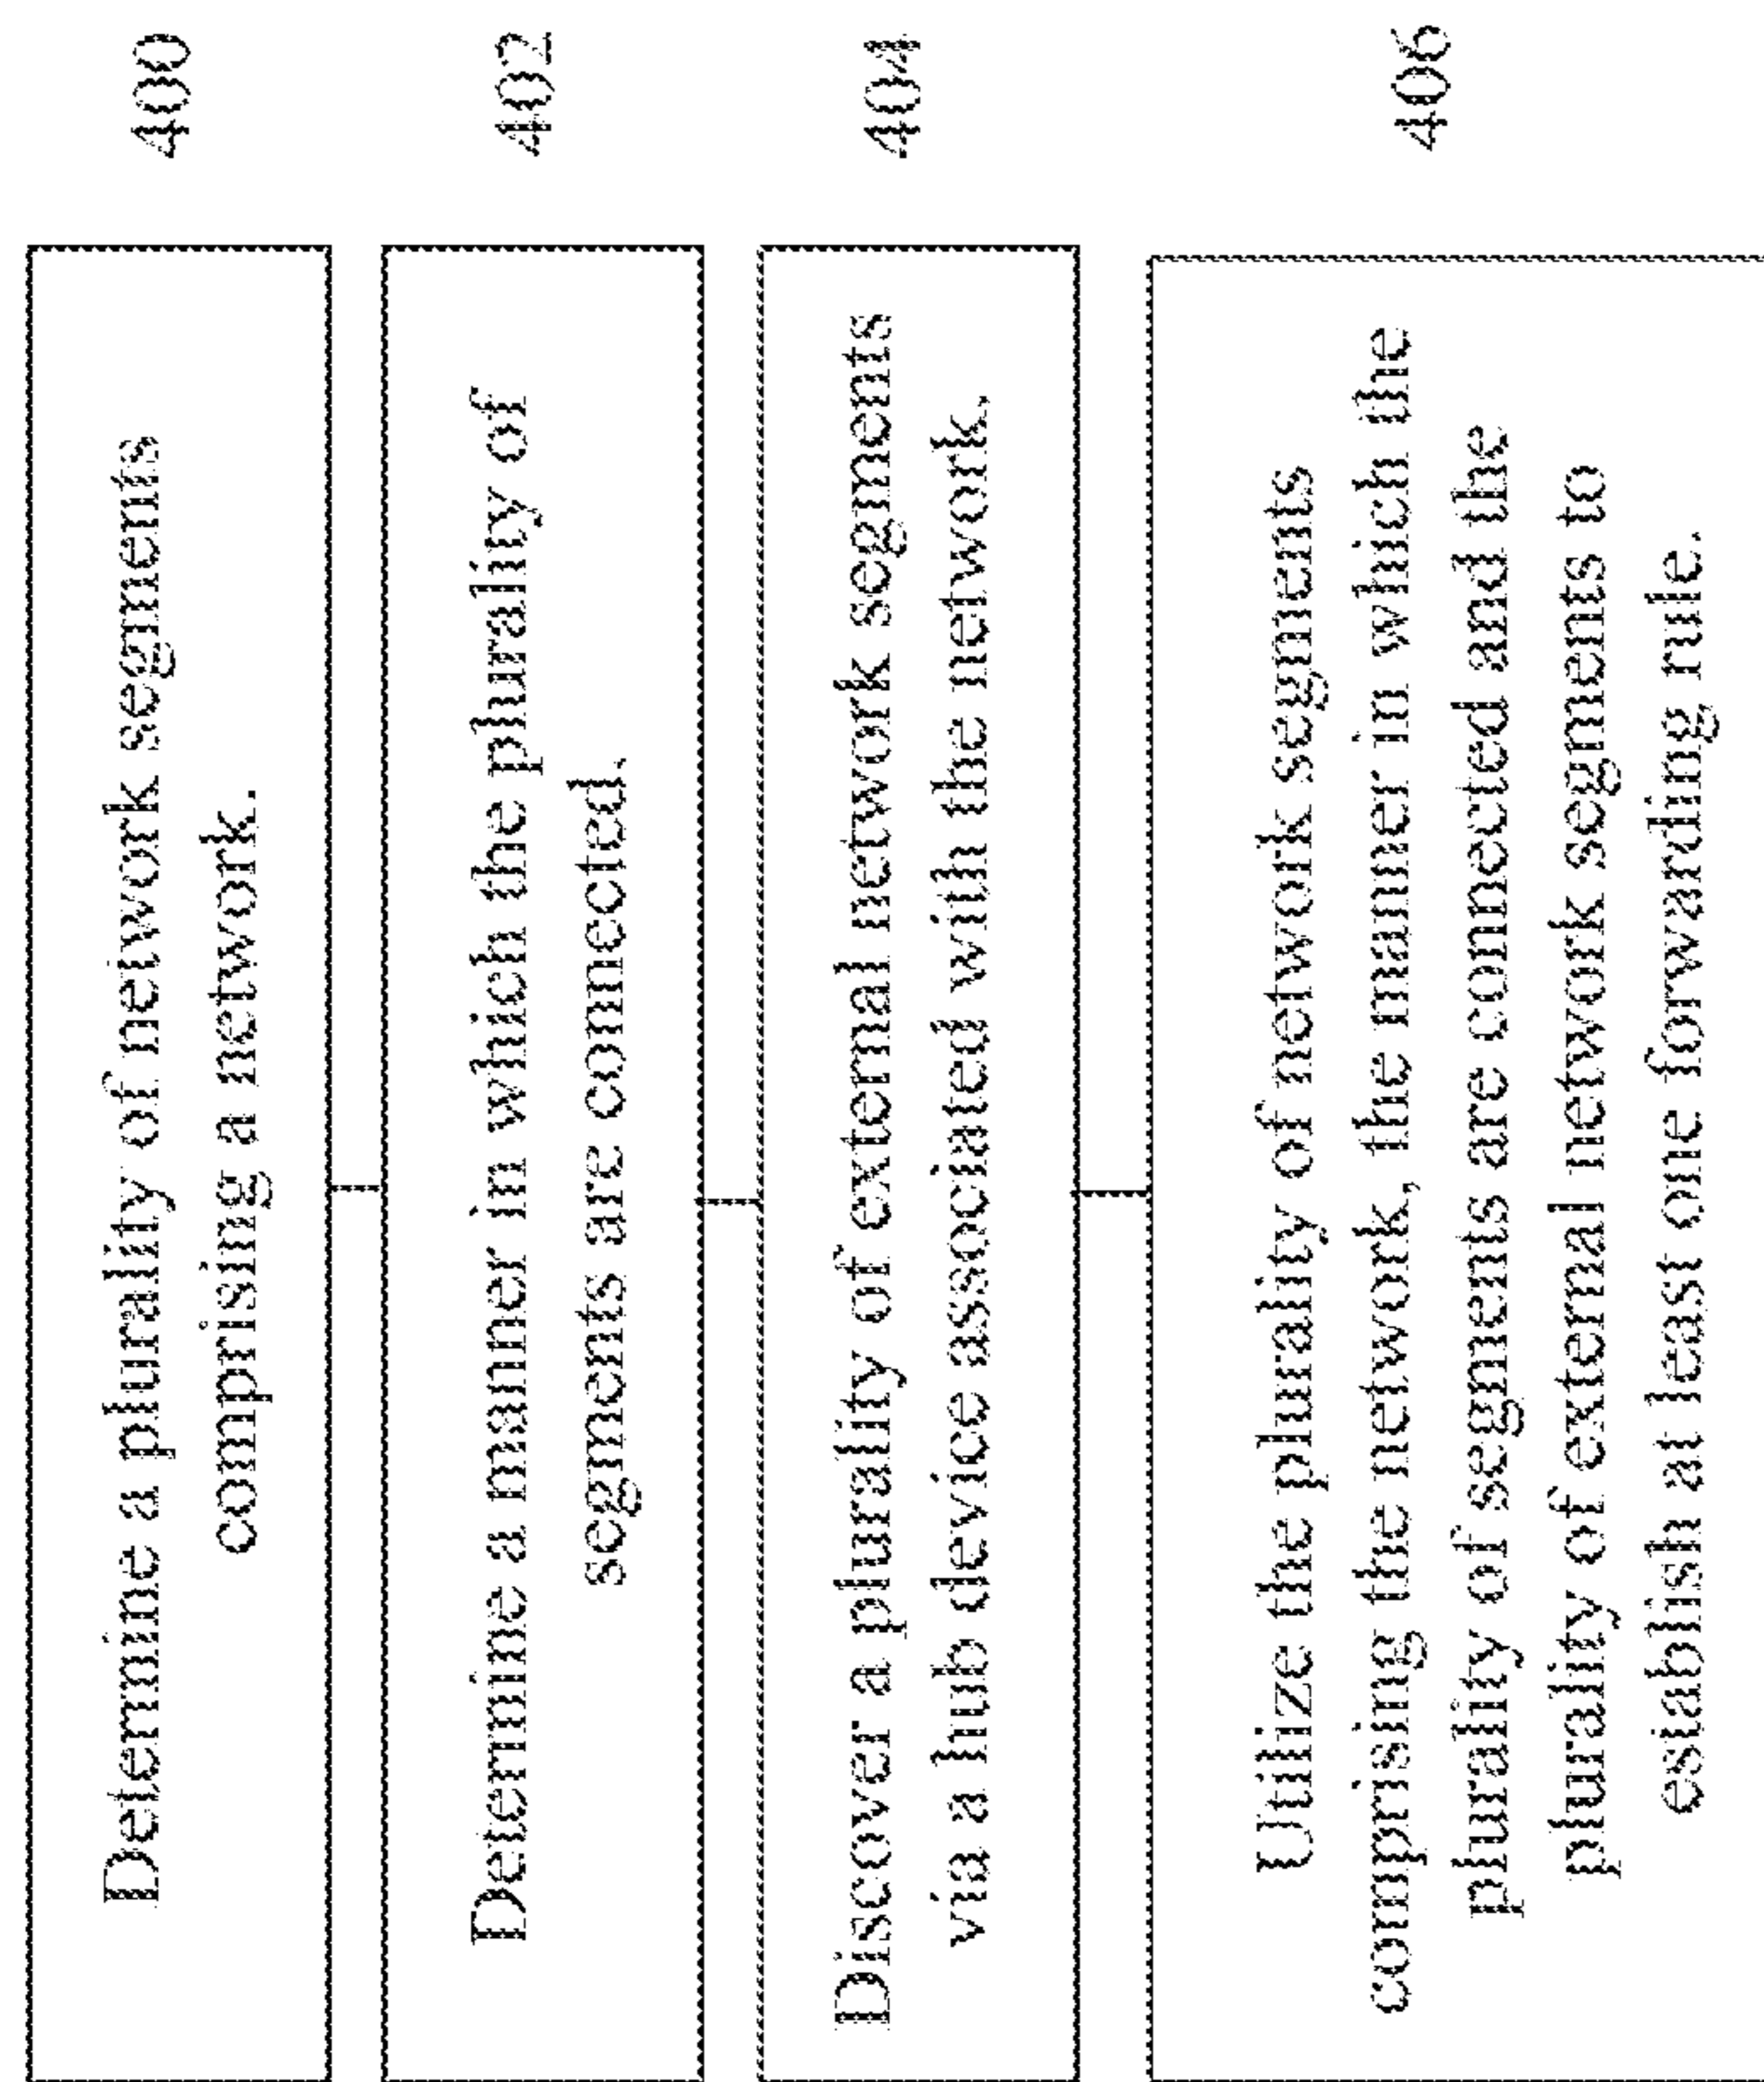 Determine a plurality of network segments
comprising a network.
400
Determine a manner in which the plurality of
segments are connected.
402
Discover a plurality of external network segments
via a hub device associated with the network.
404
Utilize the plurality of network segments
comprising the network, the manner in which the
plurality of segments are connected and the
plurality of external network segments to
establish at least one forwarding rule.
406